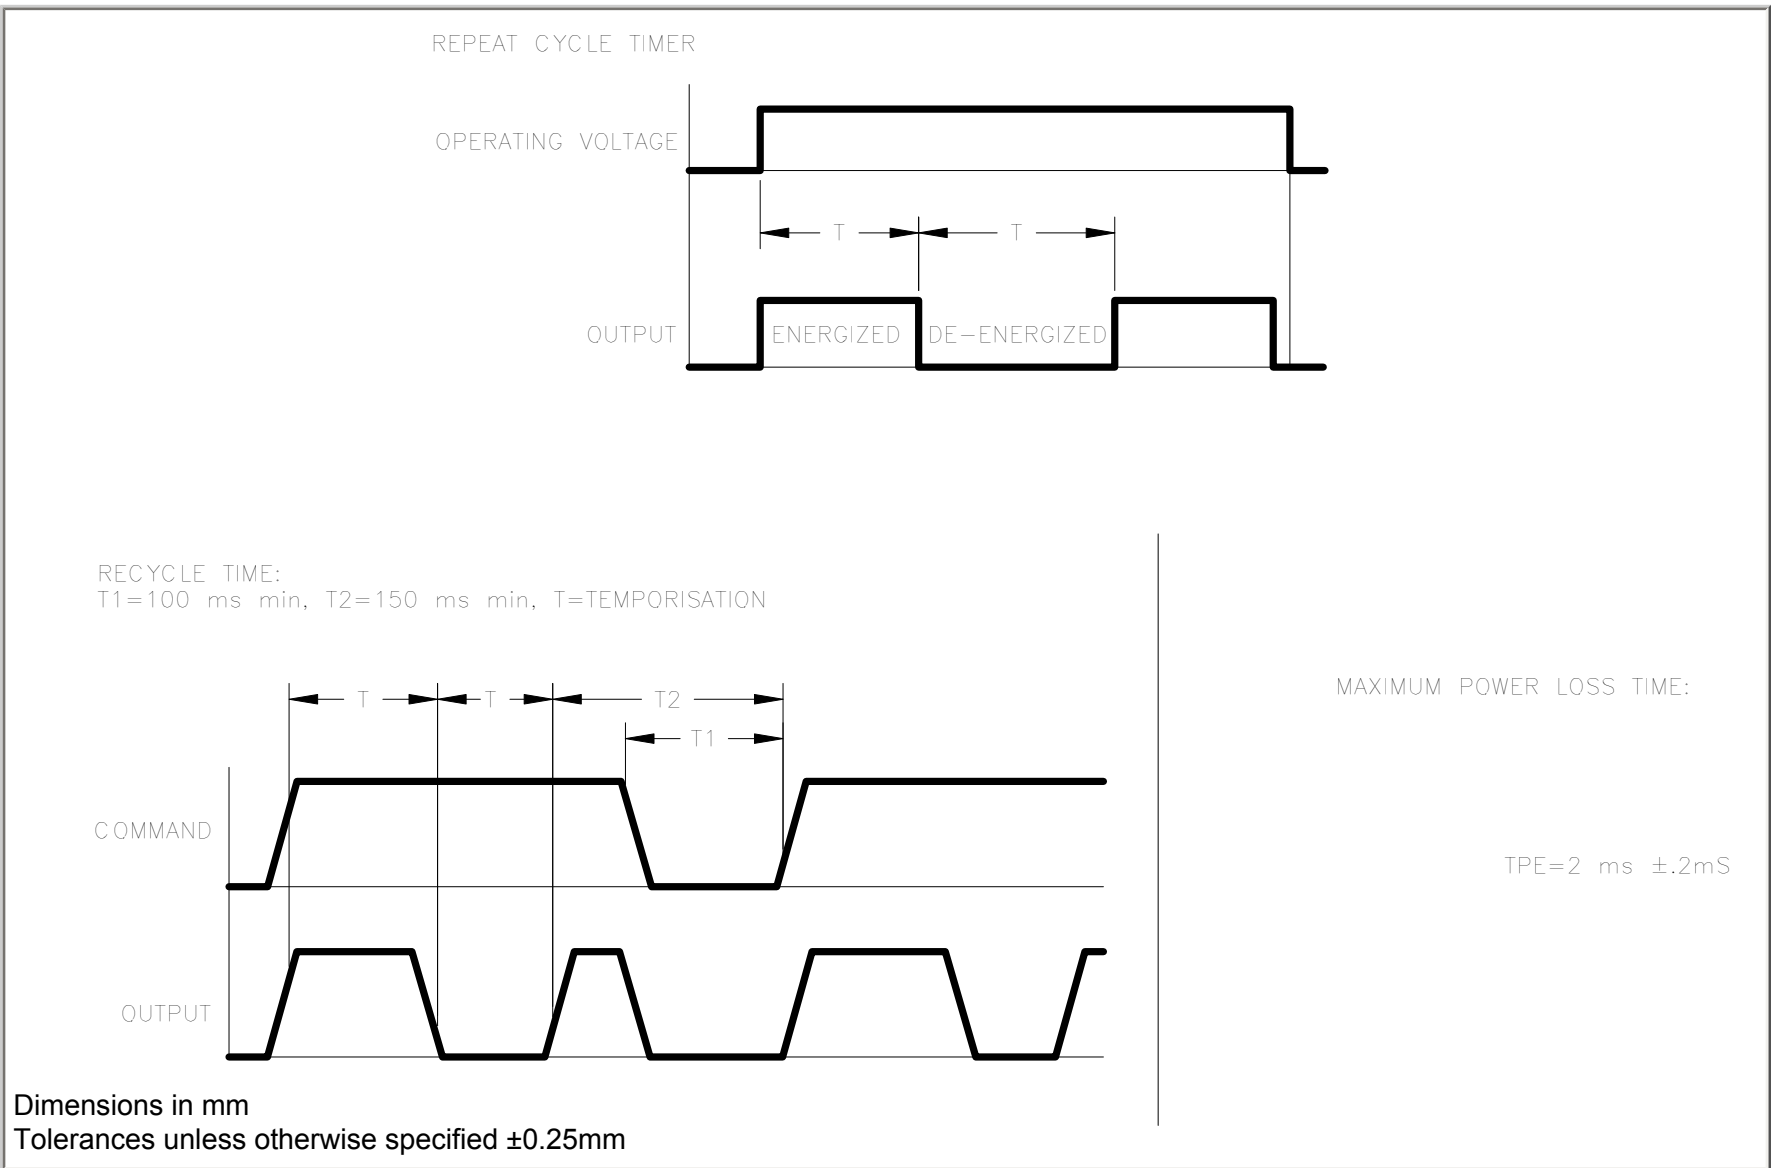 REPEAT CYCLE TIMER
OPERATING VOLTAGE
T T
OUTPUT ENERGIZED DE-ENERGIZED
RECYCLE TIME:
T1=100 ms min, T2=150 ms min, T=TEMPORISATION
MAXIMUM POWER LOSS TIME:
T T T2
T1
COMMAND
TPE=2 ms ±.2mS
OUTPUT
Dimensions in mm
Tolerances unless otherwise specified ±0.25mm